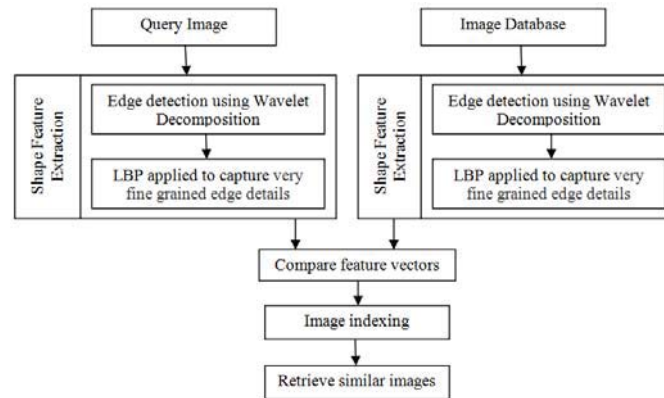 Query Image
Image Database
Shape Feature
Extraction
Edge detection using Wavelet
Decomposition
LBP applied to capture very
fine grained edge details
Shape Feature
Extraction
Edge detection using Wavelet
Decomposition
LBP applied to capture very
fine grained edge details
Compare feature vectors
Image indexing
Retrieve similar images